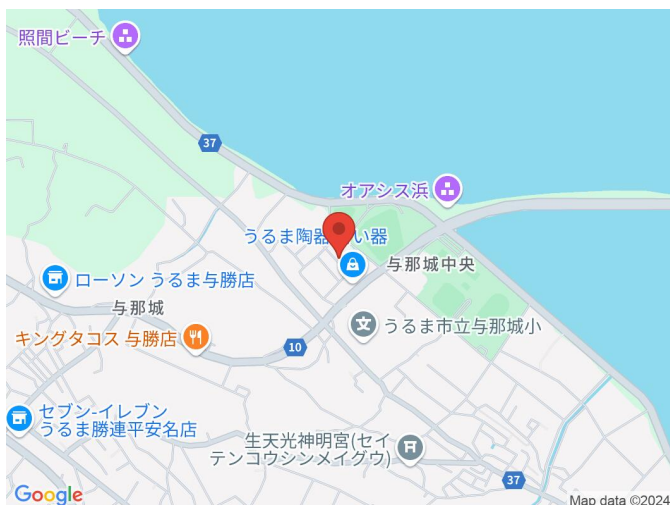 照間ビーチ
37
オアシス浜
うるま陶器
い器
与那城中央
ローソン うるま与勝店
与那城
うるま市立与那城小
キングタコス 与勝店
10
セブン-イレブン
うるま勝連平安名店
生天光神明宮(セイ
テンコウシンメイグウ)
37
Google
Map data ©2024